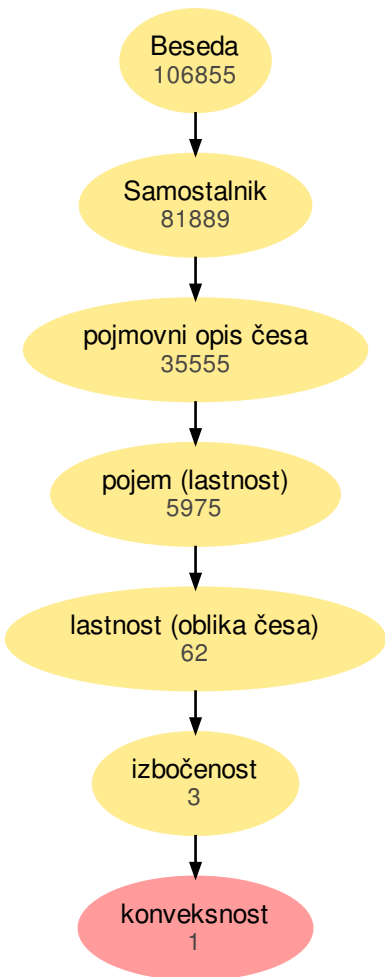 Beseda
106855
Samostalnik
81889
pojmovni opis česa
35555
pojem (lastnost)
5975
lastnost (oblika česa)
62
izbočenost
3
konveksnost
1